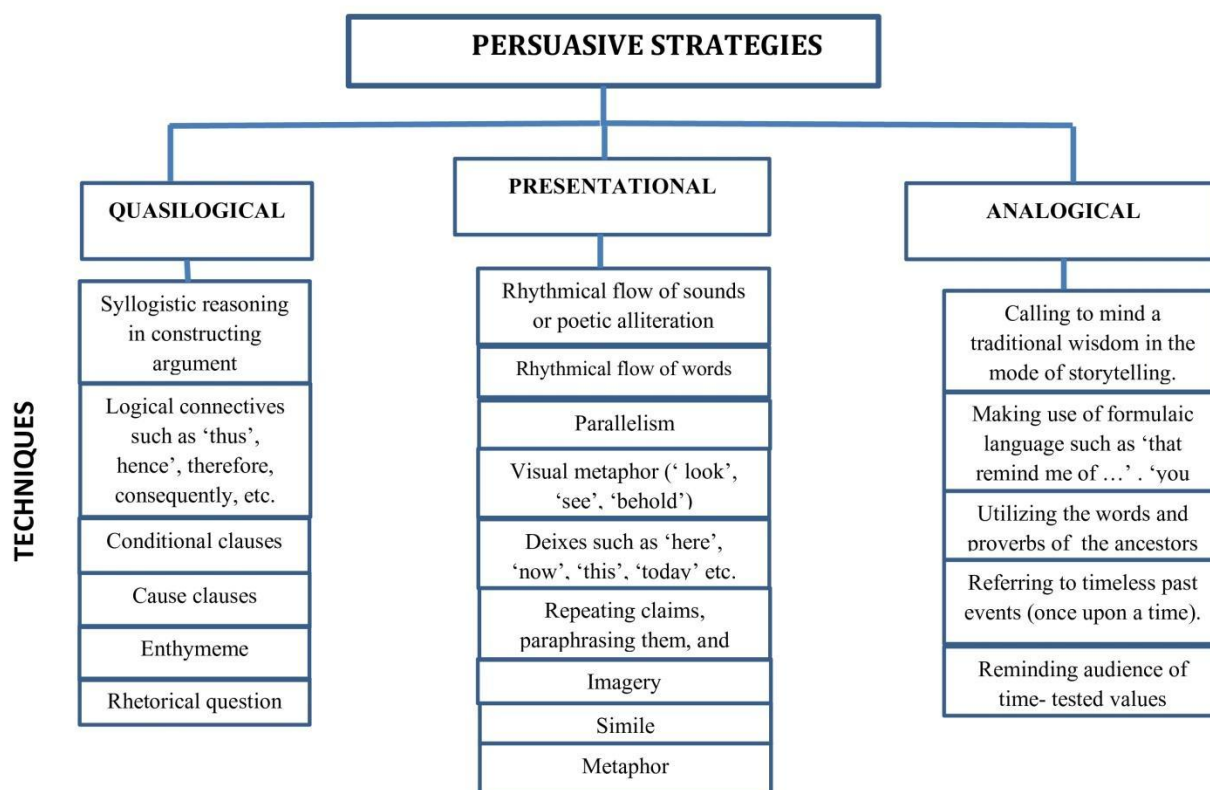 PERSUASIVE STRATEGIES
QUASILOGICAL
Syllogistic reasoning
in constructing
argument
Logical connectives
such as ‘thus’,
hence’, therefore,
consequently, etc.
Conditional clauses
Cause clauses
Enthymeme
Rhetorical question
PRESENTATIONAL
Rhythmical flow of sounds
or poetic alliteration
Rhythmical flow of words
Parallelism
Visual metaphor (‘ look’,
‘see’, ‘behold’)
Deixes such as ‘here’,
‘now’, ‘this’, ‘today’ etc.
Repeating claims,
paraphrasing them, and
Imagery
Simile
Metaphor
ANALOGICAL
Calling to mind a
traditional wisdom in the
mode of storytelling.
Making use of formulaic
language such as ‘that
remind me of …’ . ‘you
Utilizing the words and
proverbs of the ancestors
Referring to timeless past
events (once upon a time).
Reminding audience of
time- tested values
TECHNIQUES